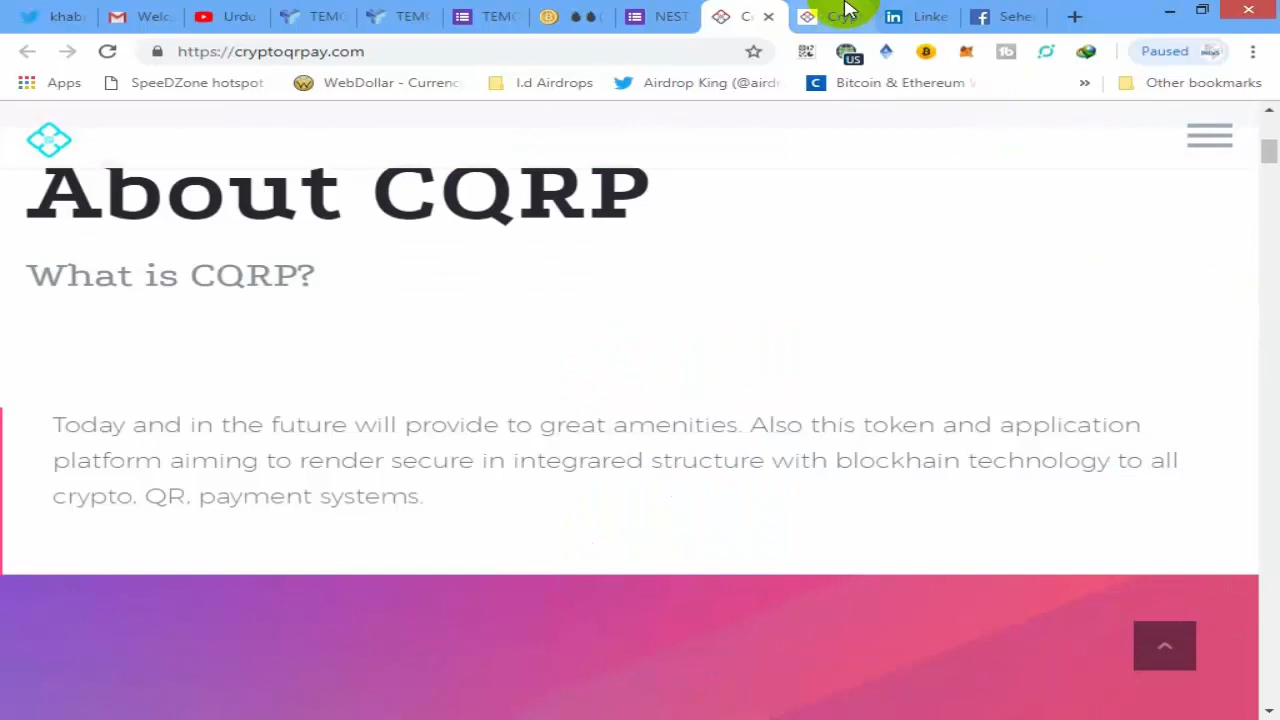 khab
Welc
Urdu
TEMC
TEM
TEMC
NEST
C
Cryp
Linke
Sehe
https://cryptoqrpay.com
US
Paused
Apps
SpeeDZone hotspot
WebDollar - Currenc
I.d Airdrops
Airdrop King (@airdr
Bitcoin & Ethereum
»
Other bookmarks
About CQRP
What is CQRP?
Today and in the future will provide to great amenities. Also this token and application
platform aiming to render secure in integrared structure with blockhain technology to all
crypto, QR, payment systems.